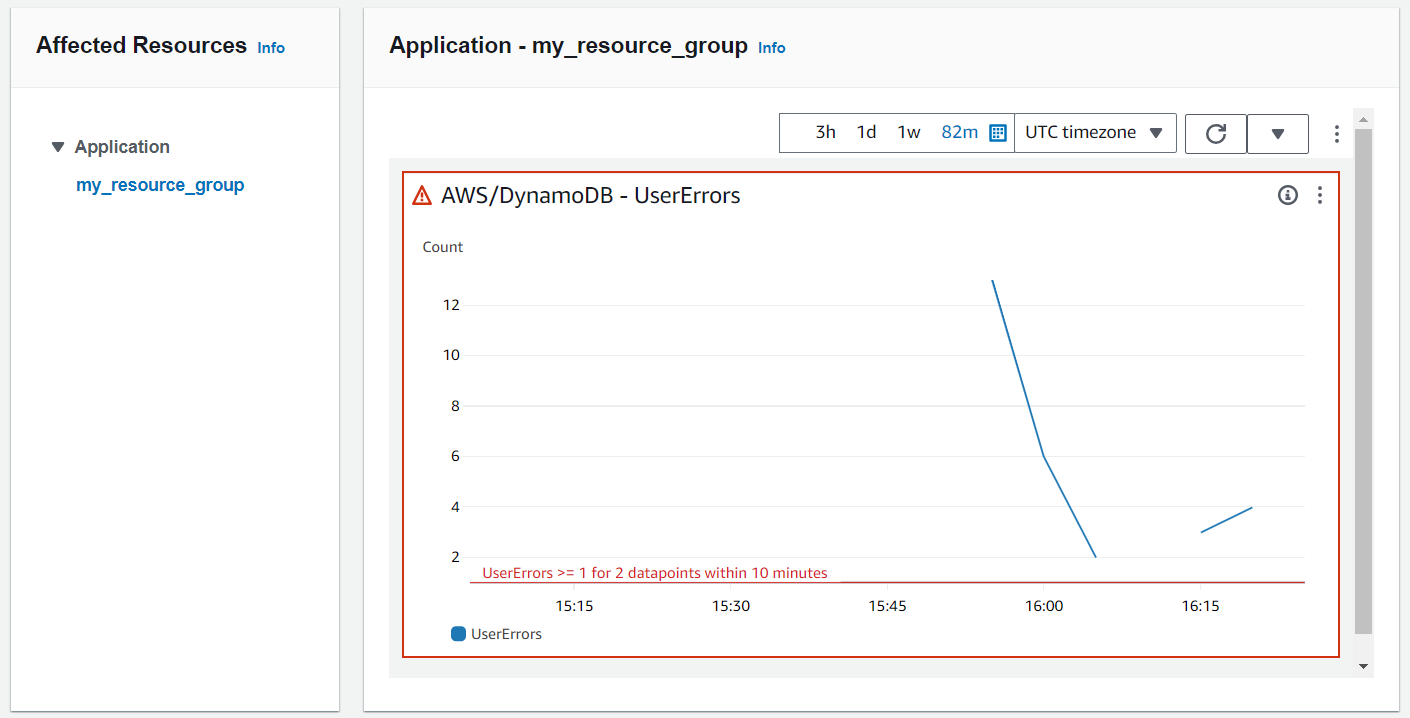 Affected Resources Info
Application
my_resource_group
Application - my_resource_group Info
3h 1d 1w 82m UTC timezone
AWS/DynamoDB - UserErrors
Count
12
10
8
6
4
2
UserErrors >= 1 for 2 datapoints within 10 minutes
15:15 15:30 15:45 16:00 16:15
UserErrors